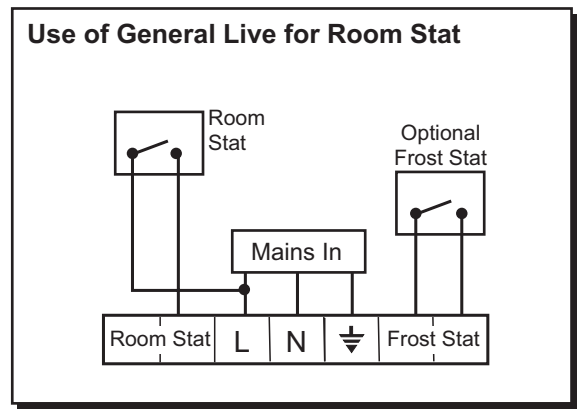 Use of General Live for Room Stat
Room
Stat
Optional
Frost Stat
Mains In
Room Stat L N Frost Stat